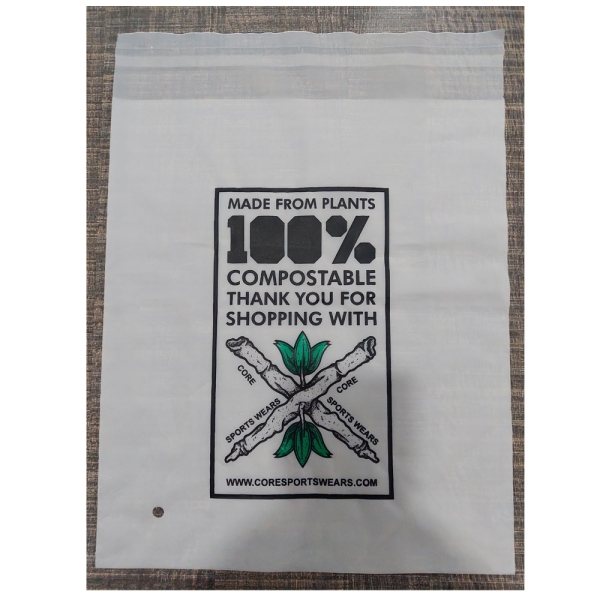 MADE FROM PLANTS
100%
COMPOSTABLE
THANK YOU FOR
SHOPPING WITH
CORE
CORE
SPORTS WEARS
SPORTS WEARS
WWW.CORESPORTSWEARS.COM